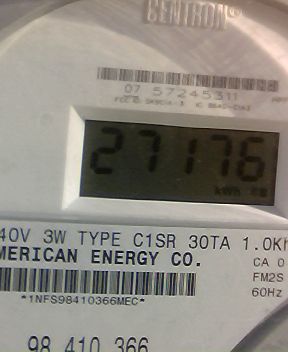 CENTRON®
07 57245311
27176
kWh
40V 3W TYPE C1SR 30TA 1.0Kh
MERICAN ENERGY CO.
CA 0
FM2S
*1NFS98410366MEC*
60Hz
98 410 366